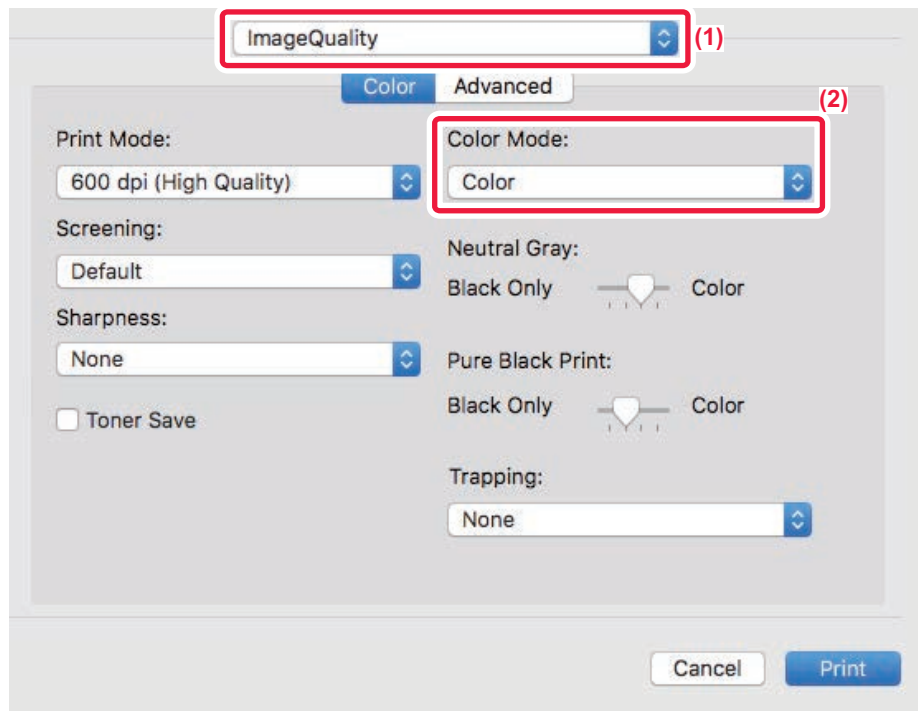 ImageQuality
(1)
Color
Advanced
(2)
Print Mode:
600 dpi (High Quality)
Screening:
Default
Sharpness:
None
Toner Save
Color Mode:
Color
Neutral Gray:
Black Only Color
Pure Black Print:
Black Only Color
Trapping:
None
Cancel
Print